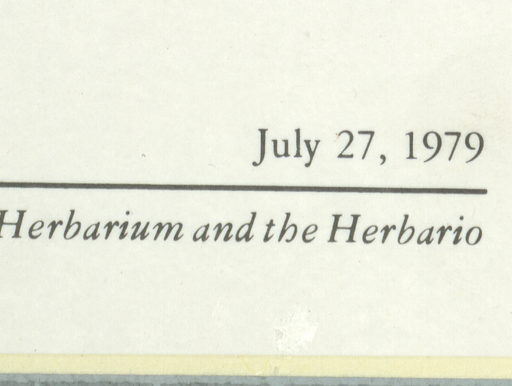 July 27, 1979
Herbarium and the Herbario